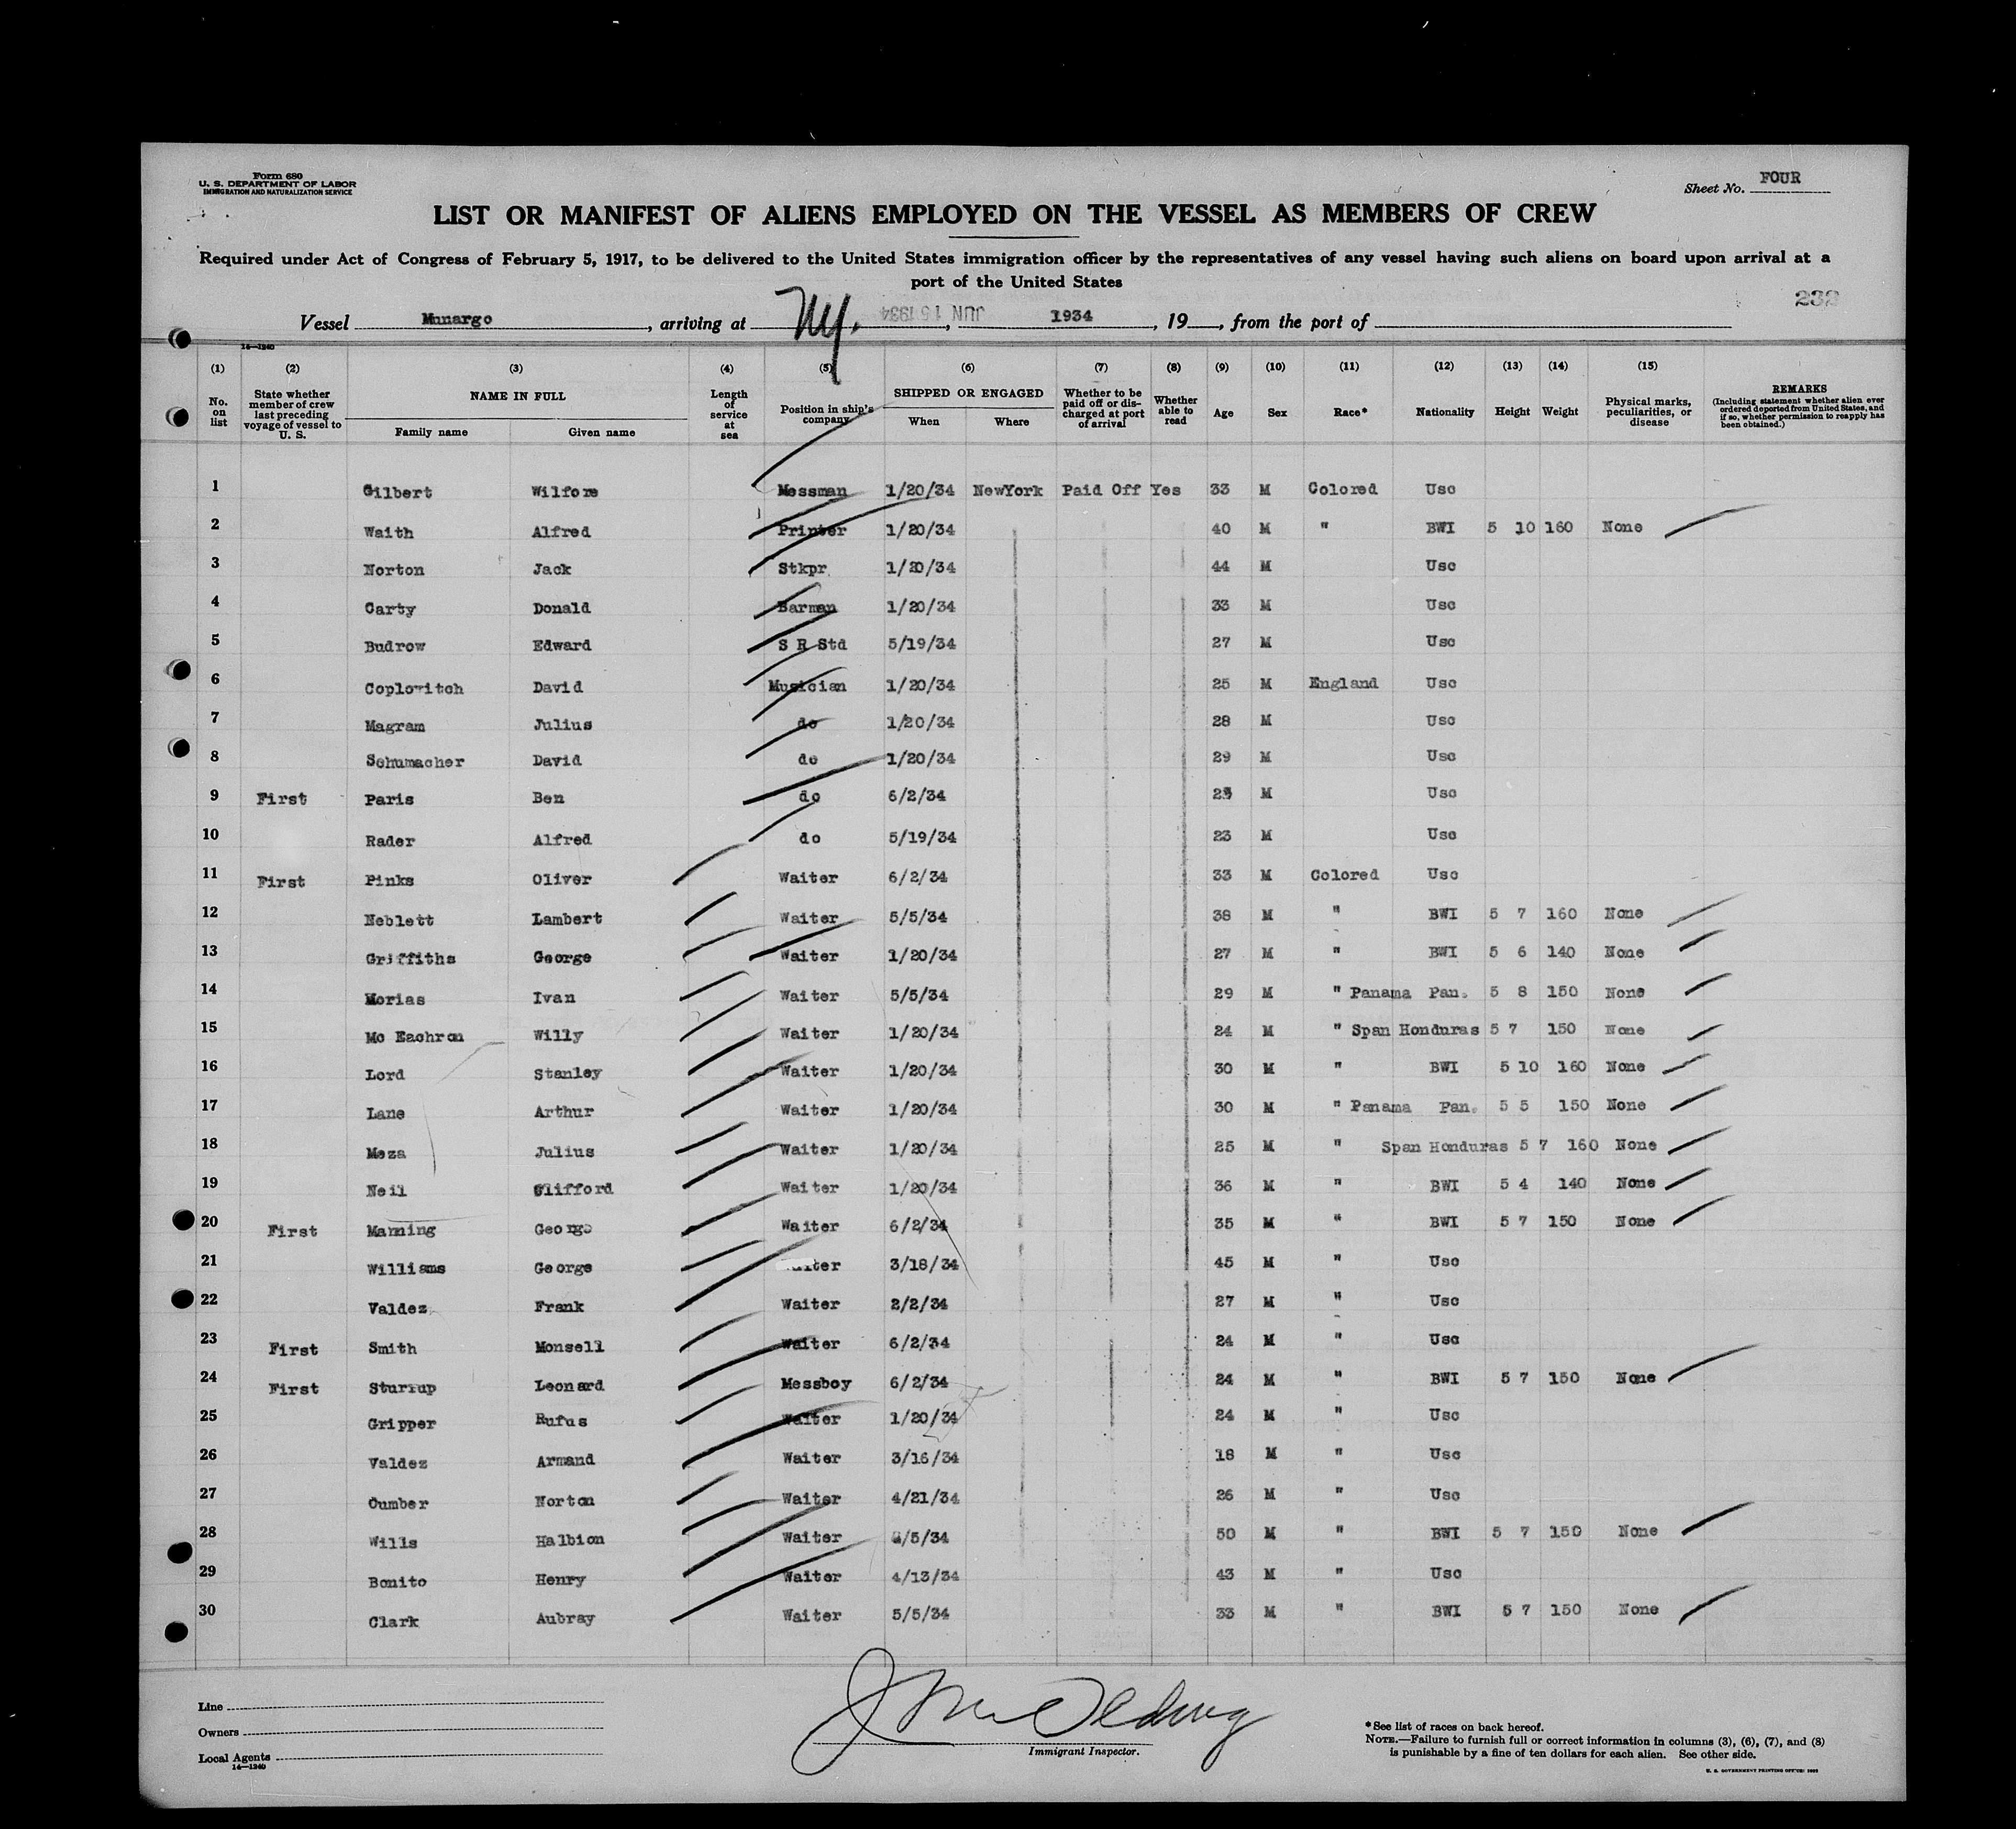 Form 680
U. S. DEPARTMENT OF LABOR
IMMIGRATION AND NATURALIZATION SERVICE
Sheet No. FOUR
LIST OR MANIFEST OF ALIENS EMPLOYED ON THE VESSEL AS MEMBERS OF CREW
Required under Act of Congress of February 5, 1917, to be delivered to the United States immigration officer by the representatives of any vessel having such aliens on board upon arrival at a
port of the United States
232
Vessel Munargo, arriving at NY., JUN 15 1934 1934, 19__, from the port of
14—1240
(1) (2) (3) (4) (5) (6) (7) (8) (9) (10) (11) (12) (13) (14) (15)
No. on list State whether member of crew last preceding voyage of vessel to U. S. NAME IN FULL Family name Given name Length of service at sea Position in ship's company SHIPPED OR ENGAGED When Where Whether to be paid off or discharged at port of arrival Whether able to read Age Sex Race* Nationality Height Weight Physical marks, peculiarities, or disease REMARKS (Including statement whether alien ever ordered deported from United States, and if so, whether permission to reapply has been obtained.)
1 Gilbert Messman 1/20/34 NewYork Paid Off Yes 33 M Colored Usc
2 Waith Alfred Printer 1/20/34 40 M " BWI 5 10 160 None
3 Norton Jack Stkpr 1/20/34 44 M Usc
4 Carty Donald Barman 1/20/34 33 M Usc
5 Budrow Edward S R Std 5/19/34 27 M Usc
6 Coplowitch David Musician 1/20/34 25 M England Usc
7 Magram Julius do 1/20/34 28 M Usc
8 Schumacher David do 1/20/34 29 M Usc
9 First Paris Ben do 6/2/34 M Usc
10 Rader Alfred do 5/19/34 23 M Usc
11 First Pinks Oliver Waiter 6/2/34 33 M Colored Usc
12 Neblett Lambert Waiter 5/5/34 38 M " BWI 5 7 160 None
13 Griffiths George Waiter 1/20/34 27 M " BWI 5 6 140 None
14 Morias Ivan Waiter 5/5/34 29 M " Panama Pan. 5 8 150 None
15 Mc Eachron Willy Waiter 1/20/34 24 M " Span Honduras 5 7 150 None
16 Lord Stanley Waiter 1/20/34 30 M " BWI 5 10 160 None
17 Lane Arthur Waiter 1/20/34 30 M " Panama Pan. 5 5 150 None
18 Meza Julius Waiter 1/20/34 25 M " Span Honduras 5 7 160 None
19 Neil Clifford Waiter 1/20/34 36 M " BWI 5 4 140 None
20 First Manning George Waiter 6/2/34 35 M " BWI 5 7 150 None
21 Williams George Waiter 3/18/34 45 M " Usc
22 Valdez Frank Waiter 2/2/34 27 M " Usc
23 First Smith Monsell Waiter 6/2/34 24 M " Usc
24 First Sturrup Leonard Messboy 6/2/34 24 M " BWI 5 7 150 None
25 Gripper Rufus Waiter 1/20/34 24 M " Usc
26 Valdez Armand Waiter 3/16/34 18 M " Usc
27 Cumber Norton Waiter 4/21/34 26 M " Usc
28 Wills Halbion Waiter 50 M " BWI 5 7 150 None
29 Bonito Henry Waiter 4/13/34 43 M " Usc
30 Clark Aubray Waiter 5/5/34 33 M " BWI 5 7 150 None
Line
Owners
Local Agents
14—1240
Immigrant Inspector.
*See list of races on back hereof.
NOTE.—Failure to furnish full or correct information in columns (3), (6), (7), and (8)
is punishable by a fine of ten dollars for each alien. See other side.